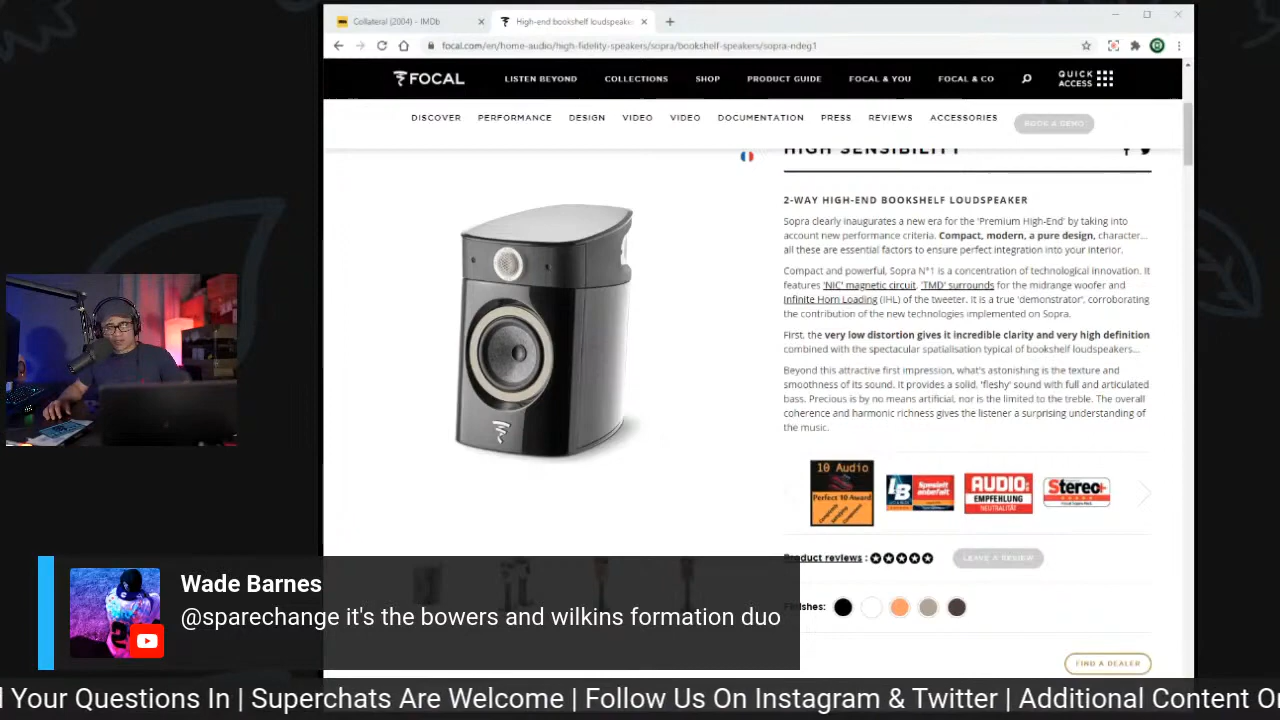 Collateral (2004) - IMDb
High-end bookshelf loudspeake
focal.com/en/home-audio/high-fidelity-speakers/scipra/bookshelf-speakers/sopra-ndeg1
FOCAL
LISTEN BEYOND
COLLECTIONS
SHOP
PRODUCT GUIDE
FOCAL & YOU
FOCAL & CO
QUICK
ACCESS
DISCOVER
PERFORMANCE
DESIGN
VIDEO
VIDEO
DOCUMENTATION
PRESS
REVIEWS
ACCESSORIES
BOOK A DEMO
HIGH SENSIBILITY
2-WAY HIGH-END BOOKSHELF LOUDSPEAKER
Sopra clearly inaugurates a new era for the 'Premium High-End' by taking into
account new performance criteria. Compact, modern, a pure design, character...
all these are essential factors to ensure perfect integration into your interior.
Compact and powerful, Sopra N°1 is a concentration of technological innovation. It
features 'NIC' magnetic circuit, 'TMD' surrounds for the midrange woofer and
Infinite Horn Loading (IHL) of the tweeter. It is a true 'demonstrator', corroborating
the contribution of the new technologies implemented on Sopra.
First, the very low distortion gives it incredible clarity and very high definition
combined with the spectacular spatialisation typical of bookshelf loudspeakers...
Beyond this attractive first impression, what's astonishing is the texture and
smoothness of its sound. It provides a solid, 'fleshy' sound with full and articulated
bass. Precious is by no means artificial, nor is the limited to the treble. The overall
coherence and harmonic richness gives the listener a surprising understanding of
the music.
10 Audio
Perfect 10 Award
AUDIO
EMPFEHLUNG
NEUTRALITÄT
Stereo+
Product reviews :
LEAVE A REVIEW
Finishes:
FIND A DEALER
Wade Barnes
@sparechange it's the bowers and wilkins formation duo
d Your Questions In | Superchats Are Welcome | Follow Us On Instagram & Twitter | Additional Content O